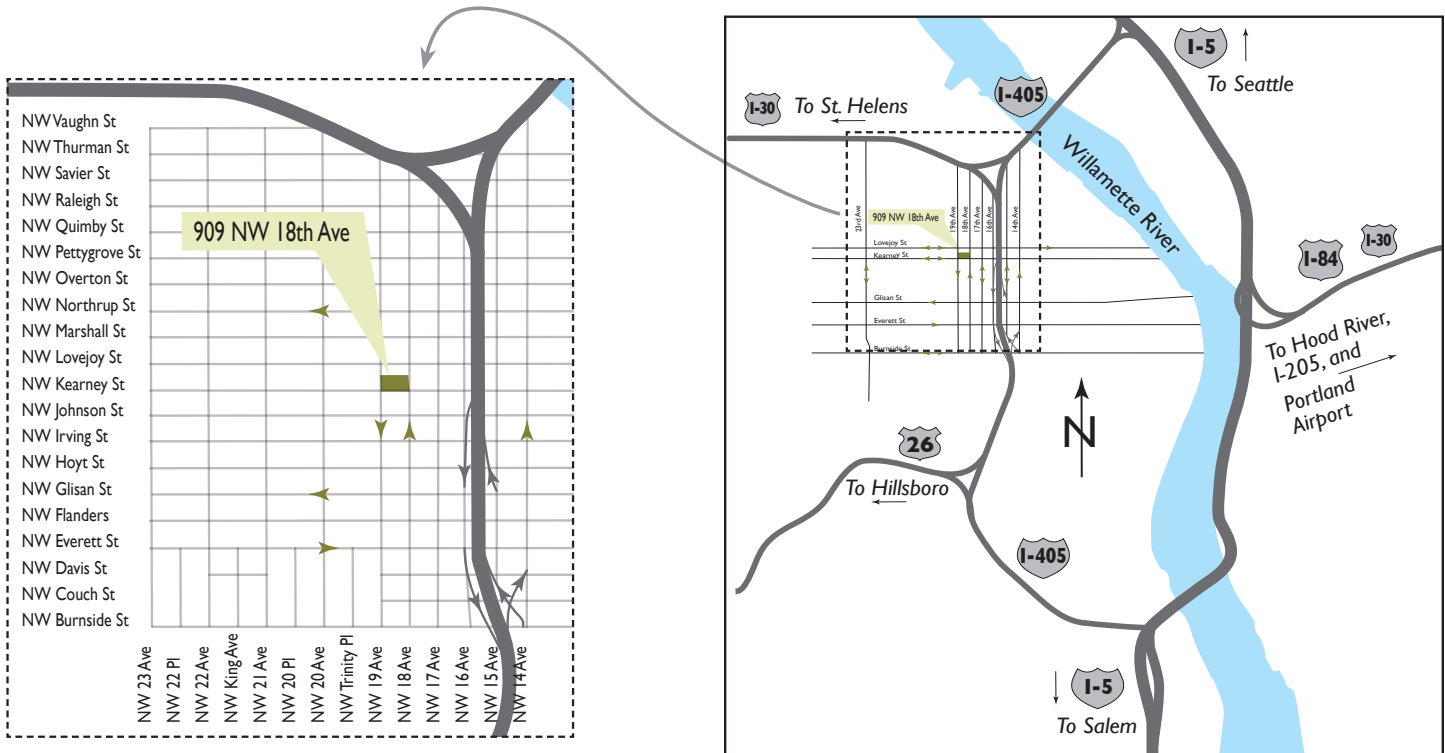 NW Vaughn St
NW Thurman St
NW Savier St
NW Raleigh St
NW Quimby St
NW Pettygrove St
NW Overton St
NW Northrup St
NW Marshall St
NW Lovejoy St
NW Kearney St
NW Johnson St
NW Irving St
NW Hoyt St
NW Glisan St
NW Flanders
NW Everett St
NW Davis St
NW Couch St
NW Burnside St
909 NW 18th Ave
NW 23 Ave
NW 22 Pl
NW 22 Ave
NW King Ave
NW 21 Ave
NW 20 Pl
NW 20 Ave
NW Trinity Pl
NW 19 Ave
NW 18 Ave
NW 17 Ave
NW 16 Ave
NW 15 Ave
NW 14 Ave
I-5
To Seattle
I-405
I-30
To St. Helens
Willamette River
23rd Ave
909 NW 18th Ave
19th Ave
18th Ave
17th Ave
16th Ave
14th Ave
Lovejoy St
Kearney St
Glisan St
Everett St
Burnside St
I-84
I-30
To Hood River,
I-205, and
Portland
Airport
N
26
To Hillsboro
I-405
I-5
To Salem